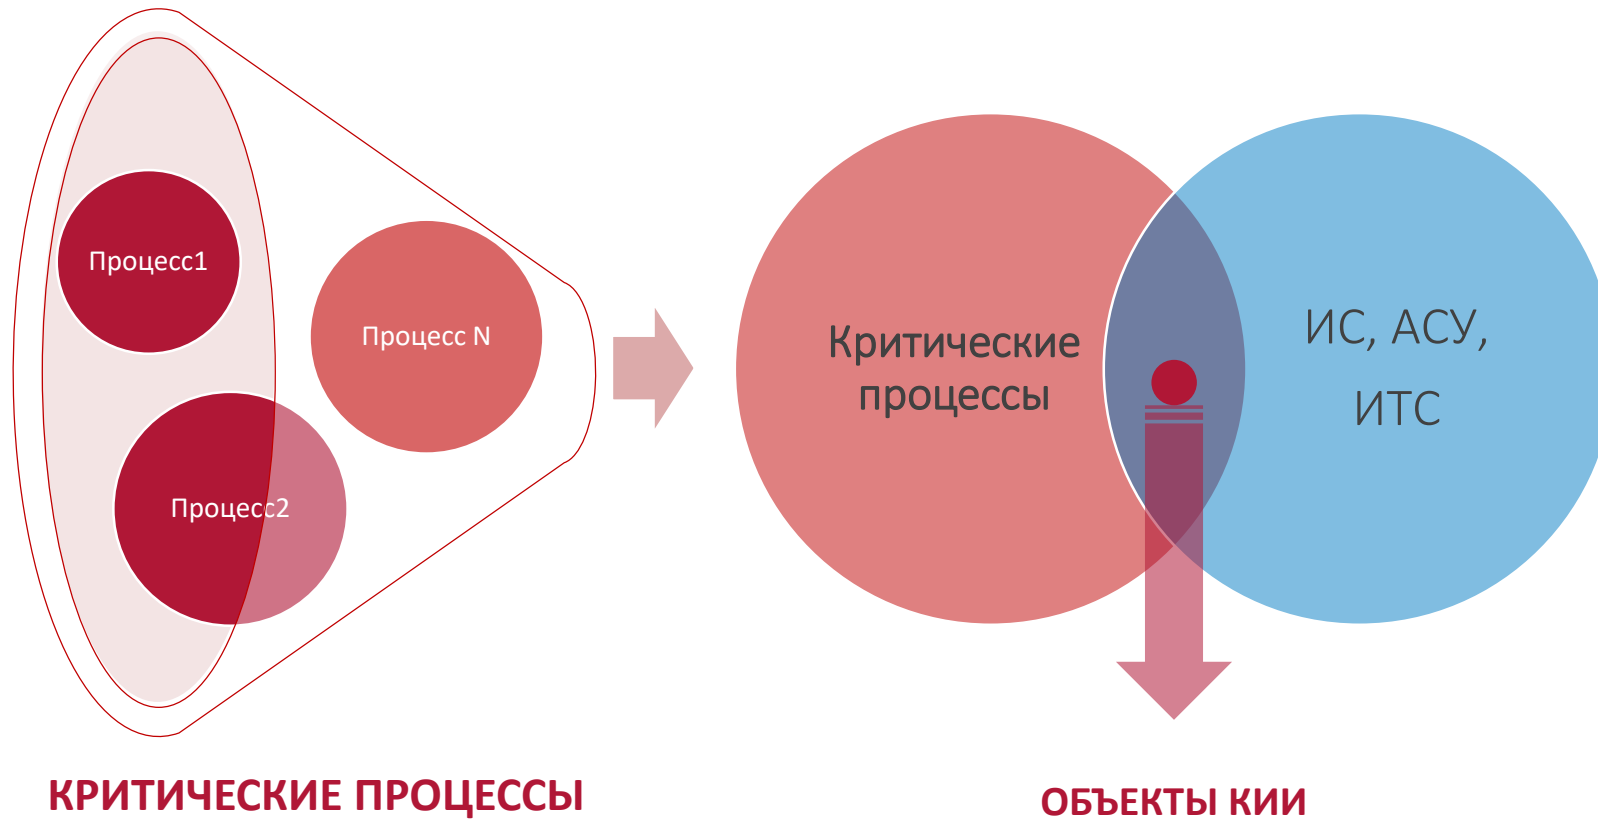 Процесс1
Процесс N
Процесс2
КРИТИЧЕСКИЕ ПРОЦЕССЫ
Критические
процессы
ИС, АСУ,
ИТС
ОБЪЕКТЫ КИИ